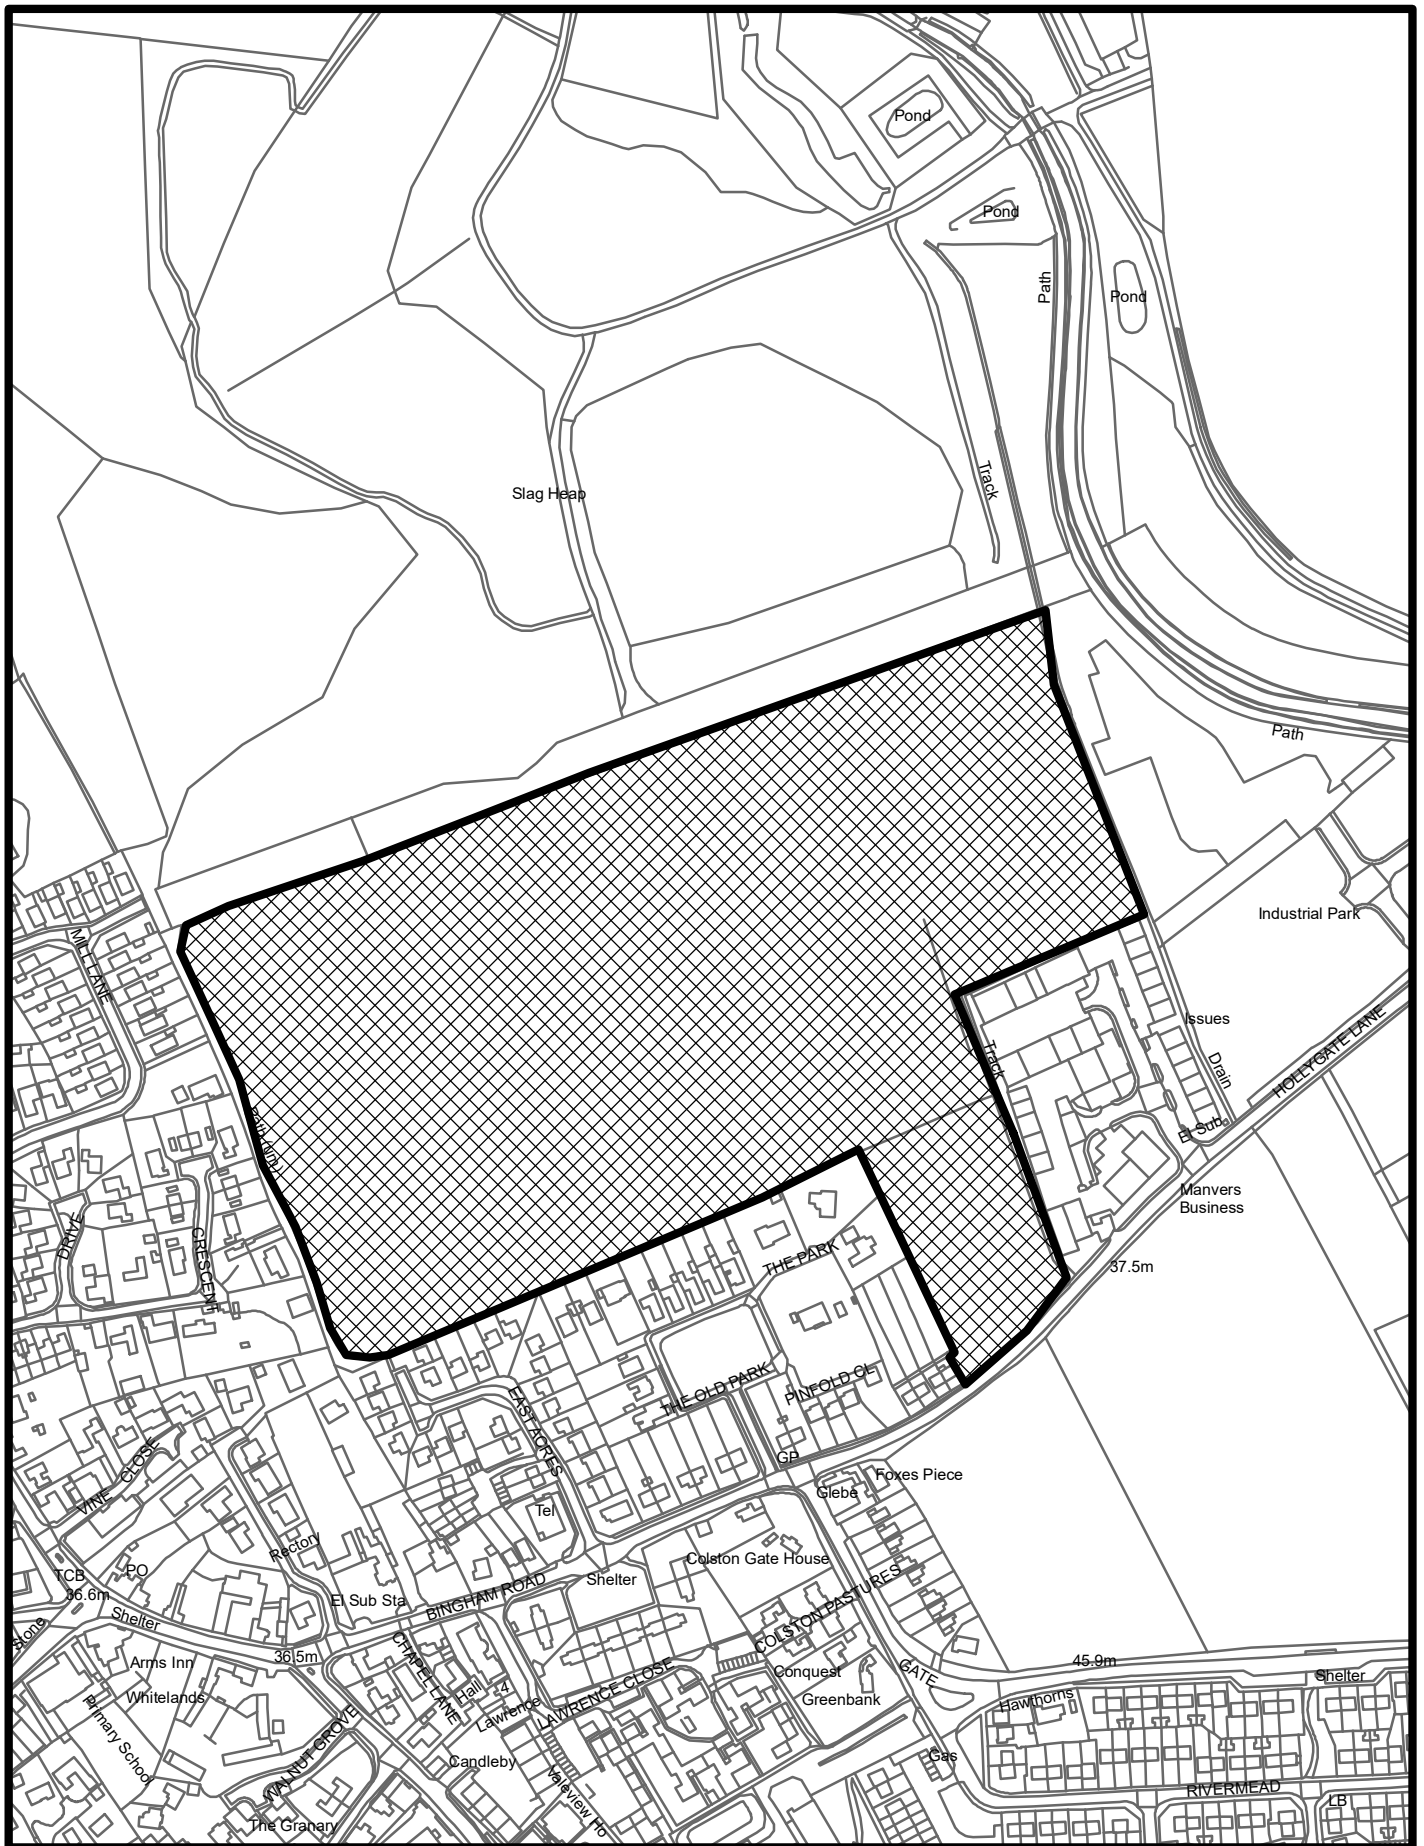 Pond
Pond
Path
Pond
Track
Slag Heap
Path
Industrial Park
MILL LANE
Issues
HOLLYGATE LANE
Track
Drain
El Sub
Path (um)
Manvers
Business
DRIVE
CRESCENT
THE PARK
37.5m
THE OLD PARK
PINFOLD CL
EAST ACRES
GP
Foxes Piece
Glebe
VINE CLOSE
Tel
Rectory
Colston Gate House
TCB
PO
36.6m
El Sub Sta
BINGHAM ROAD
Shelter
COLSTON PASTURES
Stone
Shelter
Arms Inn
36.5m
CHAPEL LANE
45.9m
Whitelands
Hall
4
Lawrence
LAWRENCE CLOSE
Conquest
GATE
Shelter
Greenbank
Hawthorns
Primary School
WALNUT GROVE
Candleby
Valeview Ho
Gas
RIVERMEAD
LB
The Granary